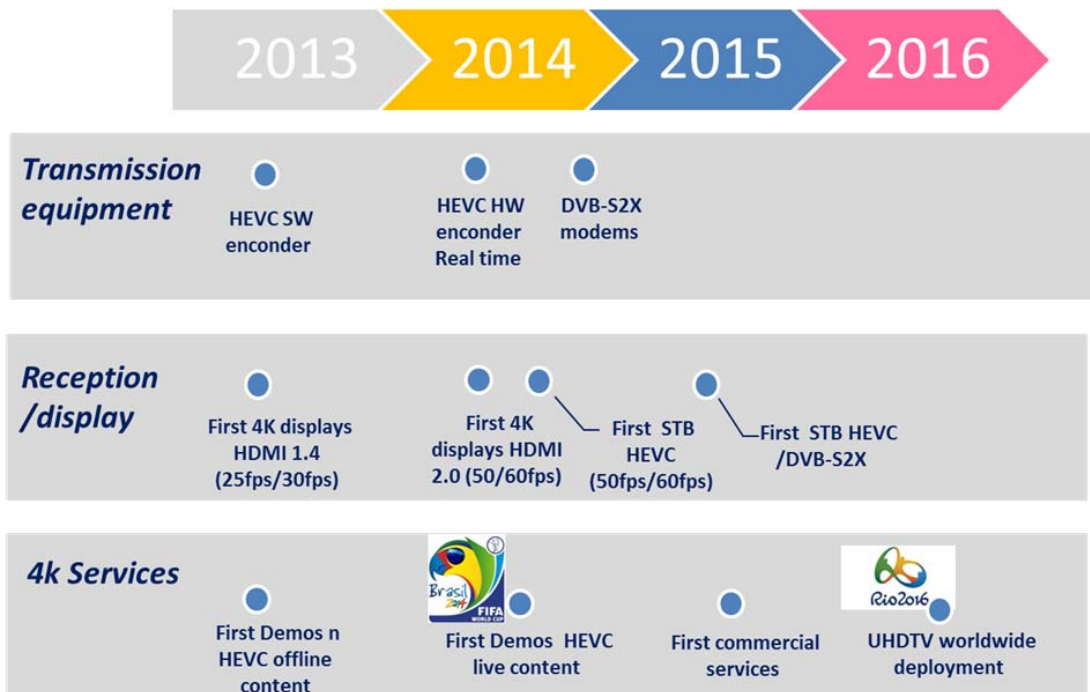 2013
2014
2015
2016
Transmission
equipment
HEVC SW
enconder
HEVC HW
enconder
Real time
DVB-S2X
modems
Reception
/display
First 4K displays
HDMI 1.4
(25fps/30fps)
First 4K
displays HDMI
2.0 (50/60fps)
First STB
HEVC
(50fps/60fps)
First STB HEVC
/DVB-S2X
4k Services
First Demos n
HEVC offline
content
Brasil
2014
FIFA
WORLD CUP
First Demos HEVC
live content
First commercial
services
Rio2016
UHDTV worldwide
deployment